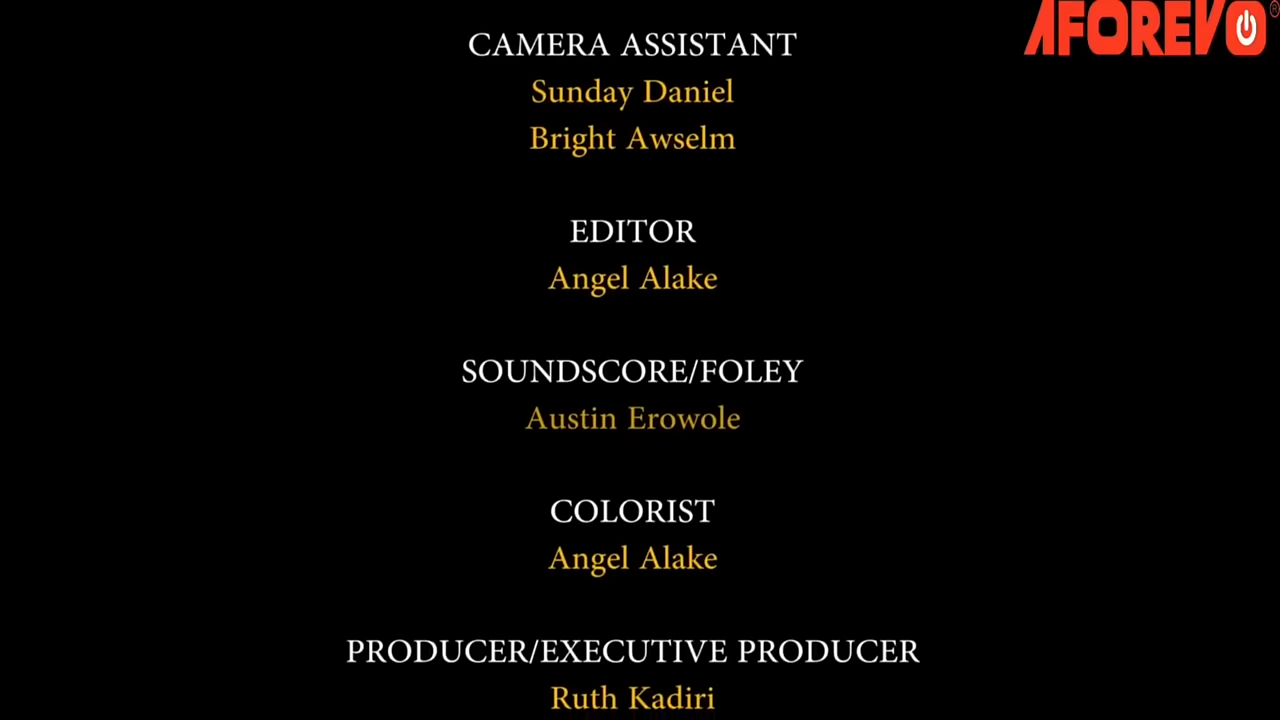 AFOREVO®
CAMERA ASSISTANT
Sunday Daniel
Bright Awselm
EDITOR
Angel Alake
SOUNDSCORE/FOLEY
Austin Erowole
COLORIST
Angel Alake
PRODUCER/EXECUTIVE PRODUCER
Ruth Kadiri